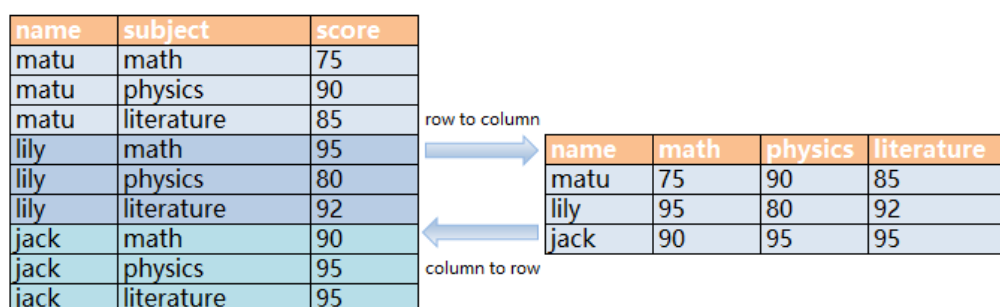 name subject score
matu math 75
matu physics 90
matu literature 85
lily math 95
lily physics 80
lily literature 92
jack math 90
jack physics 95
jack literature 95
row to column
column to row
name math physics literature
matu 75 90 85
lily 95 80 92
jack 90 95 95